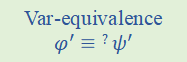 Var-equivalence
φ′ ≡ ? ψ′